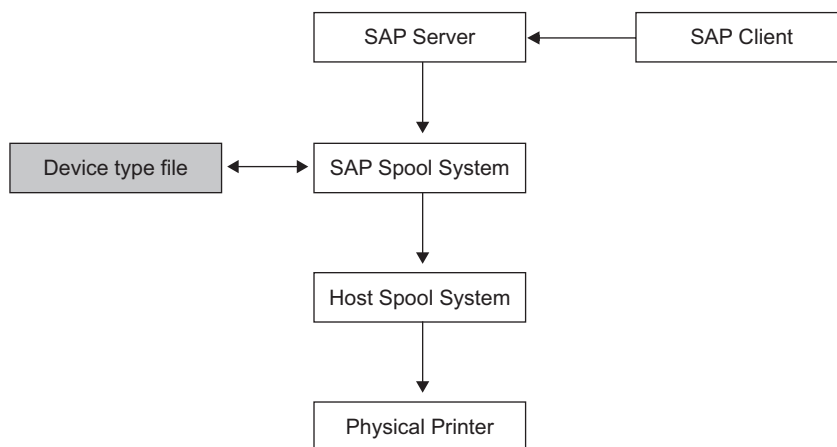 SAP Server
SAP Client
Device type file
SAP Spool System
Host Spool System
Physical Printer